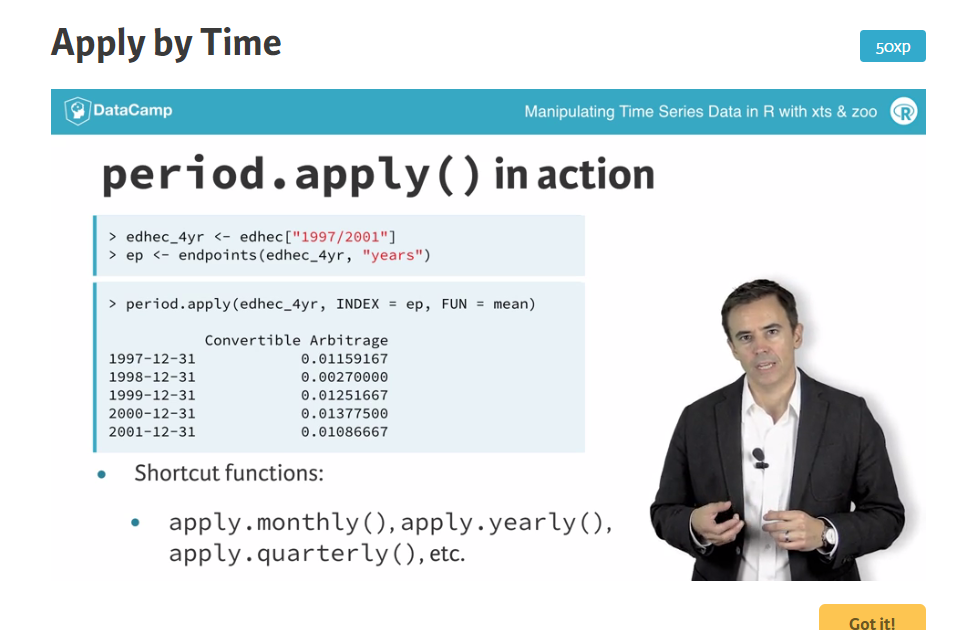 Apply by Time
50xp
DataCamp
Manipulating Time Series Data in R with xts & zoo
R
period.apply() in action
> edhec_4yr <- edhec["1997/2001"]
> ep <- endpoints(edhec_4yr, "years")
> period.apply(edhec_4yr, INDEX = ep, FUN = mean)
Convertible Arbitrage
1997-12-31 0.01159167
1998-12-31 0.00270000
1999-12-31 0.01251667
2000-12-31 0.01377500
2001-12-31 0.01086667
• Shortcut functions:
• apply.monthly(), apply.yearly(),
apply.quarterly(), etc.
Got it!